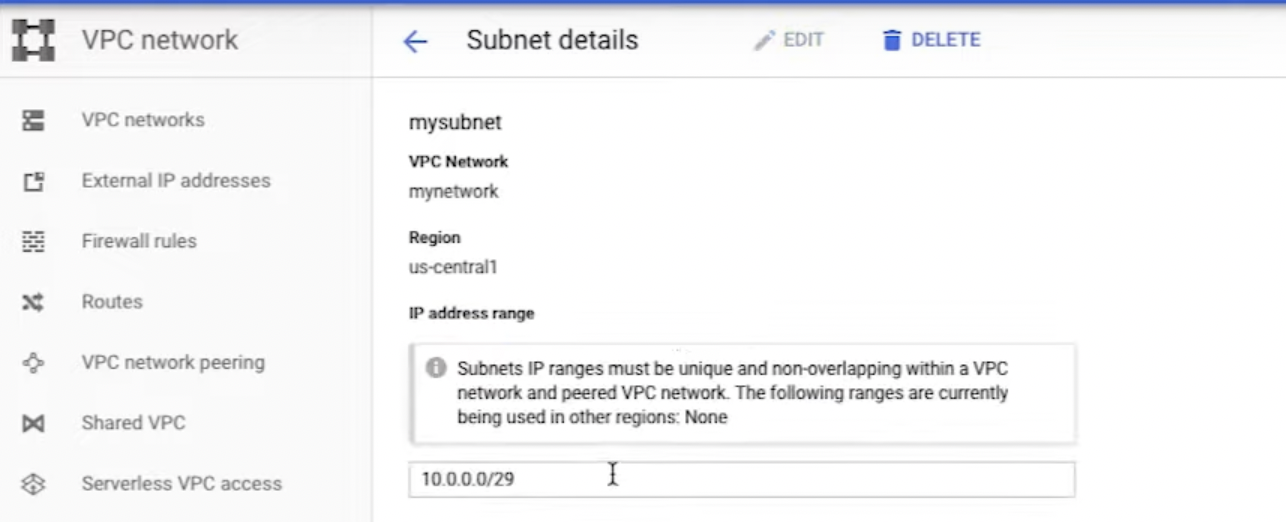 VPC network
Subnet details
EDIT
DELETE
VPC networks
External IP addresses
Firewall rules
Routes
VPC network peering
Shared VPC
Serverless VPC access
mysubnet
VPC Network
mynetwork
Region
us-central1
IP address range
Subnets IP ranges must be unique and non-overlapping within a VPC
network and peered VPC network. The following ranges are currently
being used in other regions: None
10.0.0.0/29